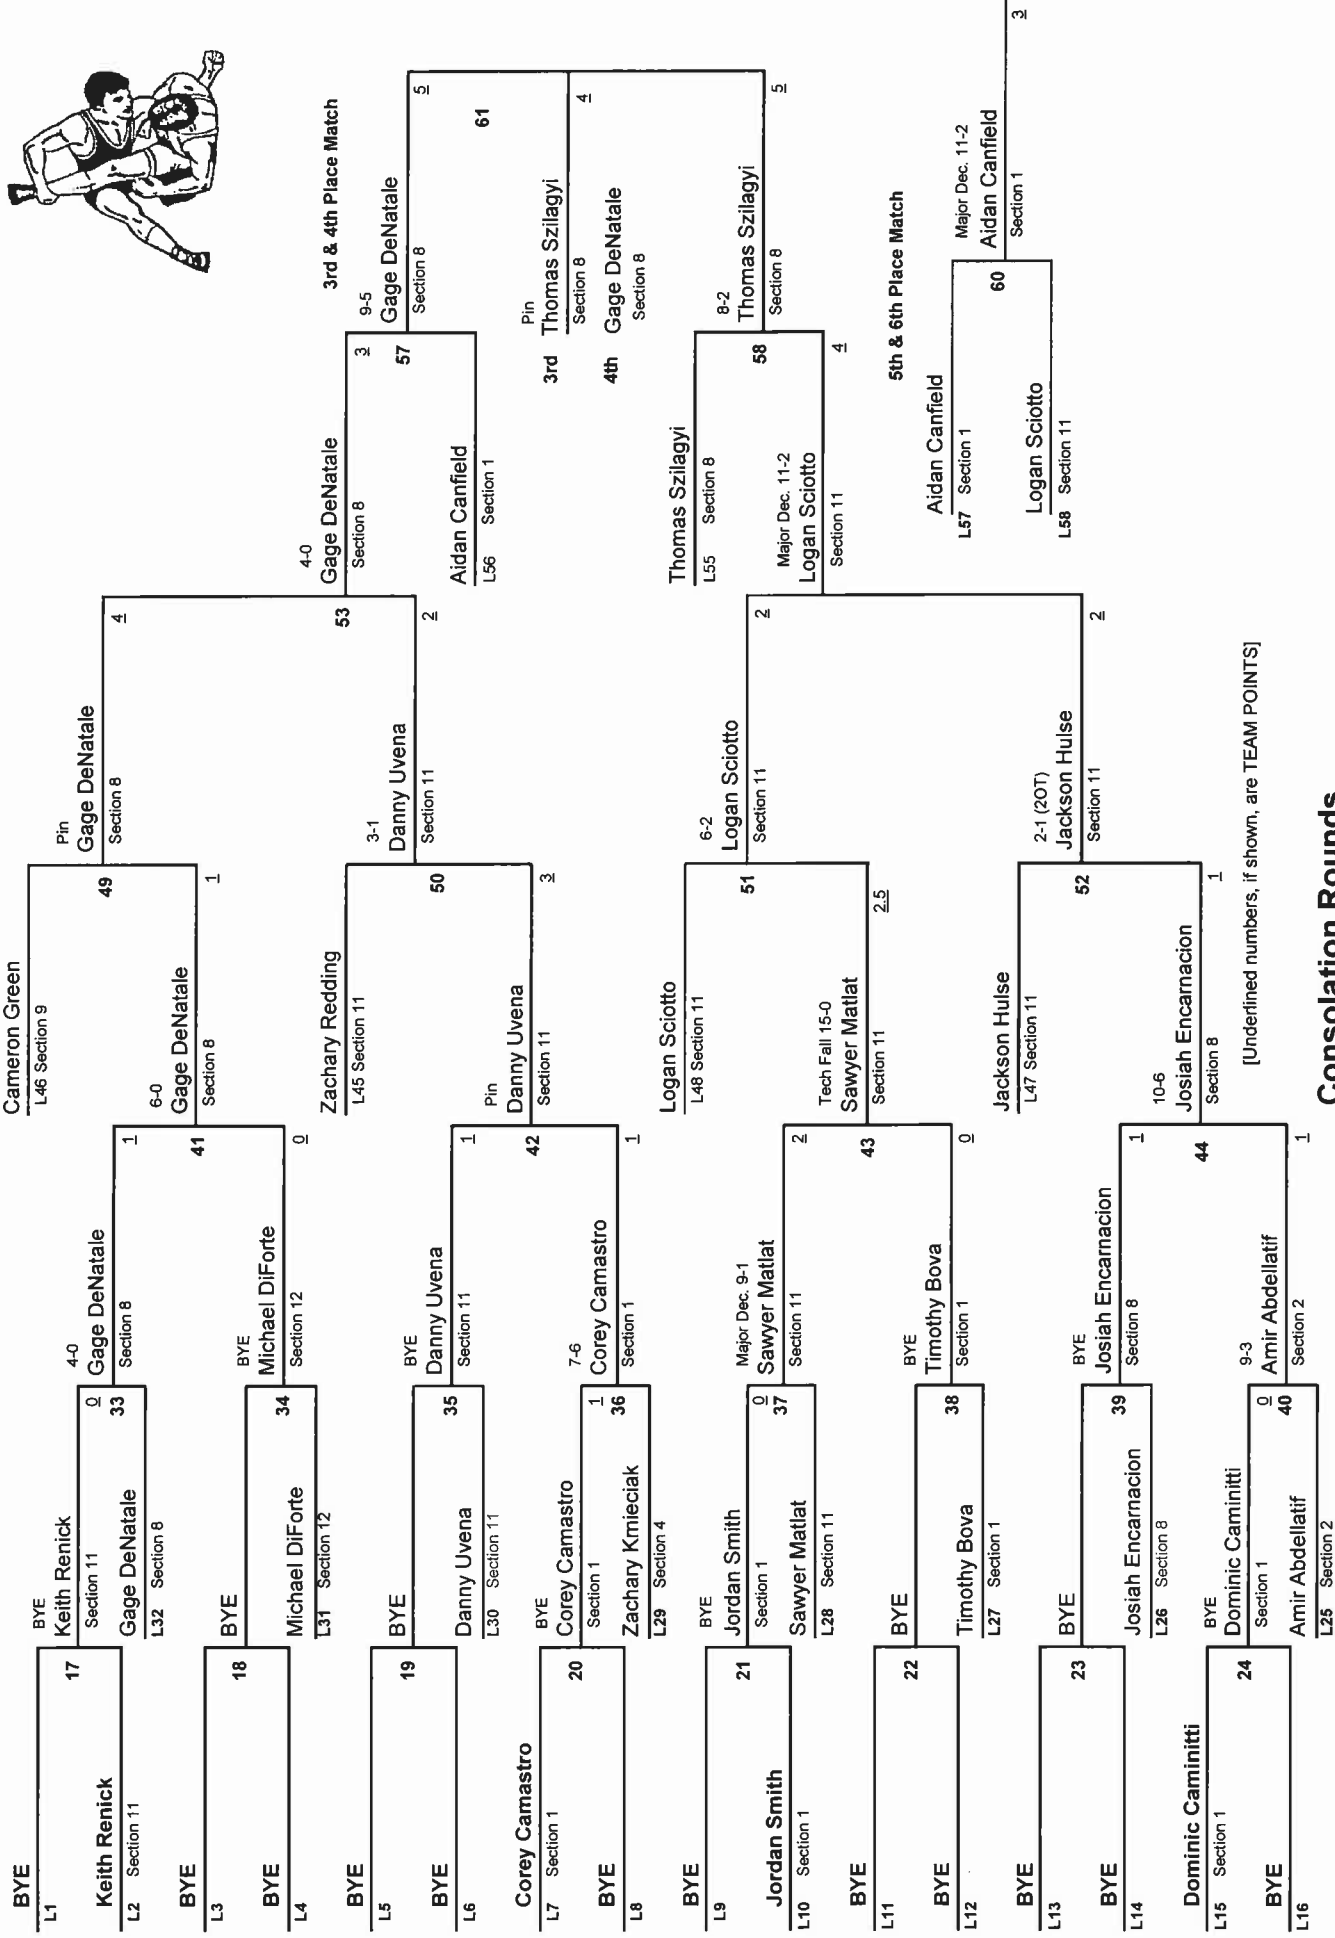 BYE
L1
Keith Renick
L2 Section 11
BYE
L3
BYE
L4
BYE
L5
BYE
L6
Corey Camastro
L7 Section 1
BYE
L8
BYE
L9
Jordan Smith
L10 Section 1
BYE
L11
BYE
L12
BYE
L13
BYE
L14
Dominic Caminitti
L15 Section 1
BYE
L16
17
18
19
20
21
22
23
24
BYE
Keith Renick
Section 11
Gage DeNatale
L32 Section 8
BYE
Michael DiForte
L31 Section 12
BYE
Danny Uvena
L30 Section 11
BYE
Corey Camastro
Section 1
Zachary Kmieciak
L29 Section 4
BYE
Jordan Smith
Section 1
Sawyer Matlat
L28 Section 11
BYE
Timothy Bova
L27 Section 1
BYE
Josiah Encarnacion
L26 Section 8
BYE
Dominic Caminitti
Section 1
Amir Abdellatif
L25 Section 2
0
33
34
35
1
36
0
37
38
39
0
40
4-0
Gage DeNatale
Section 8
BYE
Michael DiForte
Section 12
BYE
Danny Uvena
Section 11
7-6
Corey Camastro
Section 1
Major Dec. 9-1
Sawyer Matlat
Section 11
BYE
Timothy Bova
Section 1
BYE
Josiah Encarnacion
Section 8
9-3
Amir Abdellatif
Section 2
1
41
0
1
42
1
2
43
0
1
44
1
Cameron Green
L46 Section 9
6-0
Gage DeNatale
Section 8
Zachary Redding
L45 Section 11
Pin
Danny Uvena
Section 11
Logan Sciotto
L48 Section 11
Tech Fall 15-0
Sawyer Matlat
Section 11
Jackson Hulse
L47 Section 11
10-6
Josiah Encarnacion
Section 8
49
1
50
3
51
2.5
52
1
Pin
Gage DeNatale
Section 8
3-1
Danny Uvena
Section 11
6-2
Logan Sciotto
Section 11
2-1 (2OT)
Jackson Hulse
Section 11
4
53
2
2
2
4-0
Gage DeNatale
Section 8
Aidan Canfield
L56 Section 1
Thomas Szilagyi
L55 Section 8
Major Dec. 11-2
Logan Sciotto
Section 11
3
57
58
4
3rd & 4th Place Match
9-5
Gage DeNatale
Section 8
5
61
Pin
3rd Thomas Szilagyi
Section 8
4
4th Gage DeNatale
Section 8
8-2
Thomas Szilagyi
Section 8
5
5th & 6th Place Match
Aidan Canfield
L57 Section 1
Logan Sciotto
L58 Section 11
60
Major Dec. 11-2
Aidan Canfield
Section 1
3
[Underlined numbers, if shown, are TEAM POINTS]
Consolation Rounds